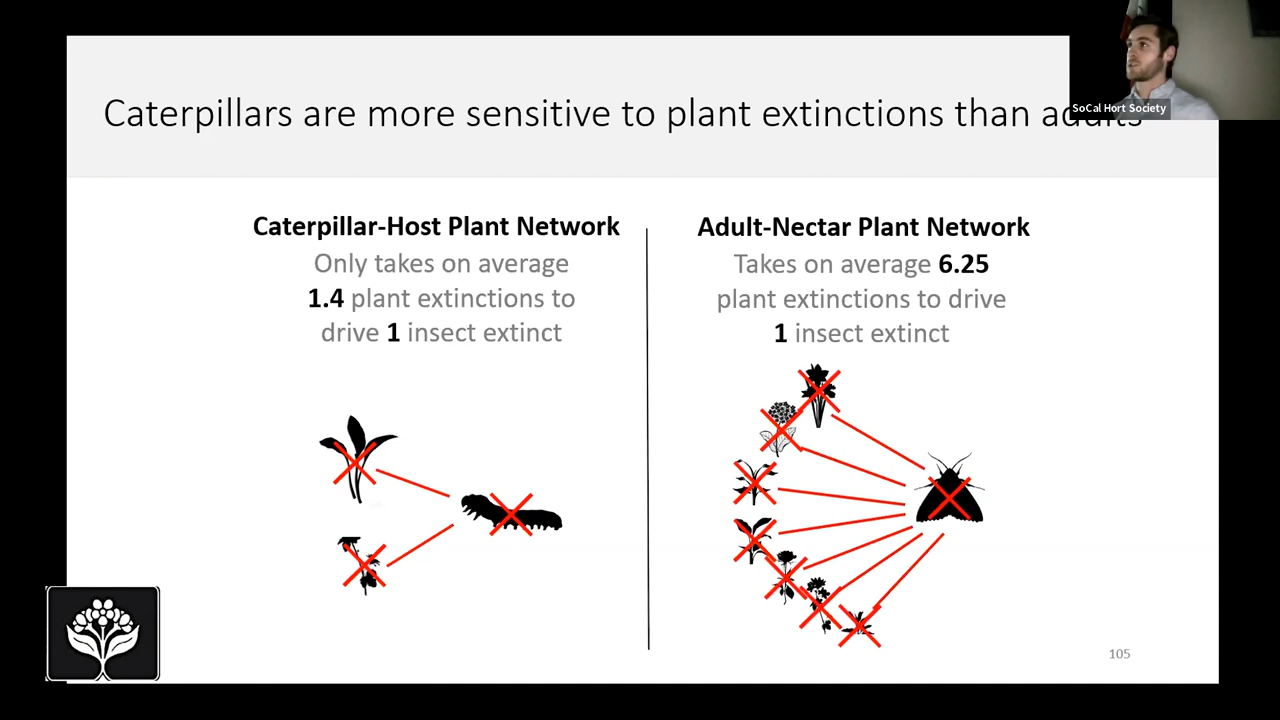 Caterpillars are more sensitive to plant extinctions than adults
SoCal Hort Society
Caterpillar-Host Plant Network
Only takes on average
1.4 plant extinctions to
drive 1 insect extinct
Adult-Nectar Plant Network
Takes on average 6.25
plant extinctions to drive
1 insect extinct
105